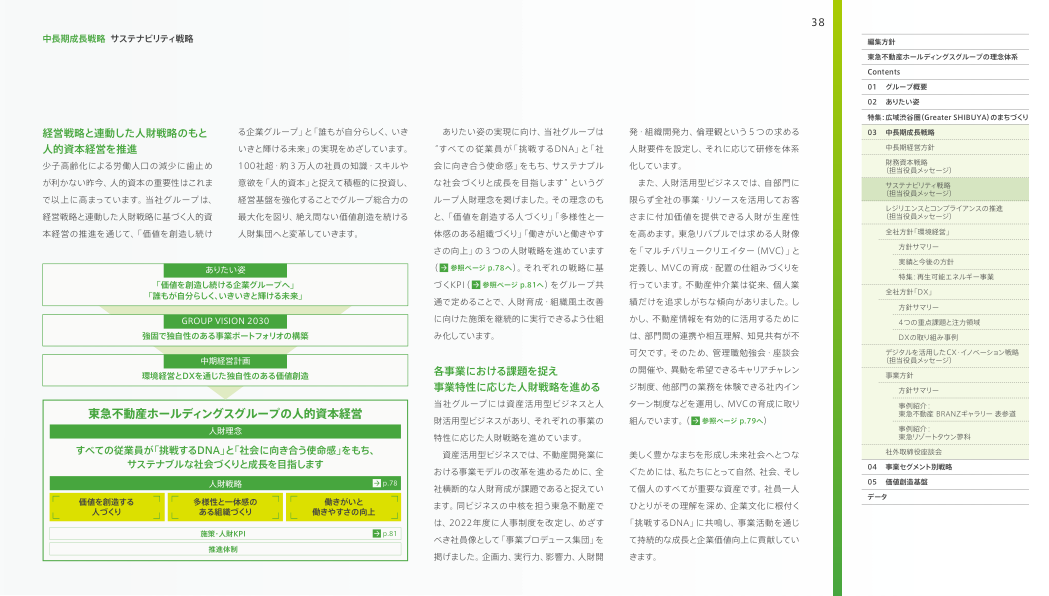 38
中長期成長戦略 サステナビリティ戦略
経営戦略と連動した人財戦略のもと
人的資本経営を推進
少子高齢化による労働人口の減少に歯止め
が利かない昨今、人的資本の重要性はこれま
で以上に高まっています。当社グループは、
経営戦略と連動した人財戦略に基づく人的資
本経営の推進を通じて、「価値を創造し続け
る企業グループ」と「誰もが自分らしく、いき
いきと輝ける未来」の実現をめざしています。
100社超・約3万人の社員の知識・スキルや
意欲を「人的資本」と捉えて積極的に投資し、
経営基盤を強化することでグループ総合力の
最大化を図り、絶え間ない価値創造を続ける
人財集団へと変革していきます。
ありたい姿
「価値を創造し続ける企業グループへ」
「誰もが自分らしく、いきいきと輝ける未来」
GROUP VISION 2030
強固で独自性のある事業ポートフォリオの構築
中期経営計画
環境経営とDXを通じた独自性のある価値創造
東急不動産ホールディングスグループの人的資本経営
人財理念
すべての従業員が「挑戦するDNA」と「社会に向き合う使命感」をもち、
サステナブルな社会づくりと成長を目指します
人財戦略 p.78
価値を創造する
人づくり
多様性と一体感の
ある組織づくり
働きがいと
働きやすさの向上
施策・人財KPI p.81
推進体制
ありたい姿の実現に向け、当社グループは
“すべての従業員が「挑戦するDNA」と「社
会に向き合う使命感」をもち、サステナブル
な社会づくりと成長を目指します” というグ
ループ人財理念を掲げました。その理念のも
と、「価値を創造する人づくり」「多様性と一
体感のある組織づくり」「働きがいと働きやす
さの向上」の3つの人財戦略を進めています
(参照ページ p.78へ)。それぞれの戦略に基
づくKPI(参照ページ p.81へ)をグループ共
通で定めることで、人財育成・組織風土改善
に向けた施策を継続的に実行できるよう仕組
み化しています。
各事業における課題を捉え
事業特性に応じた人財戦略を進める
当社グループには資産活用型ビジネスと人
財活用型ビジネスがあり、それぞれの事業の
特性に応じた人財戦略を進めています。
資産活用型ビジネスでは、不動産開発業に
おける事業モデルの改革を進めるために、全
社横断的な人財育成が課題であると捉えてい
ます。同ビジネスの中核を担う東急不動産で
は、2022年度に人事制度を改定し、めざす
べき社員像として「事業プロデュース集団」を
掲げました。企画力、実行力、影響力、人財開
発・組織開発力、倫理観という5つの求める
人財要件を設定し、それに応じて研修を体系
化しています。
また、人財活用型ビジネスでは、自部門に
限らず全社の事業・リソースを活用してお客
さまに付加価値を提供できる人財が生産性
を高めます。東急リバブルでは求める人財像
を「マルチバリュークリエイター(MVC)」と
定義し、MVCの育成・配置の仕組みづくりを
行っています。不動産仲介業は従来、個人業
績だけを追求しがちな傾向がありました。し
かし、不動産情報を有効的に活用するために
は、部門間の連携や相互理解、知見共有が不
可欠です。そのため、管理職勉強会・座談会
の開催や、異動を希望できるキャリアチャレン
ジ制度、他部門の業務を体験できる社内イン
ターン制度などを運用し、MVCの育成に取り
組んでいます。(参照ページ p.79へ)
美しく豊かなまちを形成し未来社会へとつな
ぐためには、私たちにとって自然、社会、そし
て個人のすべてが重要な資産です。社員一人
ひとりがその理解を深め、企業文化に根付く
「挑戦するDNA」に共鳴し、事業活動を通じ
て持続的な成長と企業価値向上に貢献してい
きます。
編集方針
東急不動産ホールディングスグループの理念体系
Contents
01 グループ概要
02 ありたい姿
特集：広域渋谷圏(Greater SHIBUYA)のまちづくり
03 中長期成長戦略
中期経営計画
財務資本戦略
(担当役員メッセージ)
サステナビリティ戦略
(担当役員メッセージ)
レジリエンスとコンプライアンスの推進
(担当役員メッセージ)
全社方針「環境経営」
方針サマリー
実績と今後の方針
特集：再生可能エネルギー事業
全社方針「DX」
方針サマリー
4つの重点課題と注力領域
DXの取り組み事例
デジタルを活用したCX・イノベーション戦略
(担当役員メッセージ)
事業方針
方針サマリー
事例紹介：
東急不動産 BRANZギャラリー 表参道
事例紹介：
東急リゾートタウン蓼科
社外取締役座談会
04 事業セグメント別戦略
05 価値創造基盤
データ